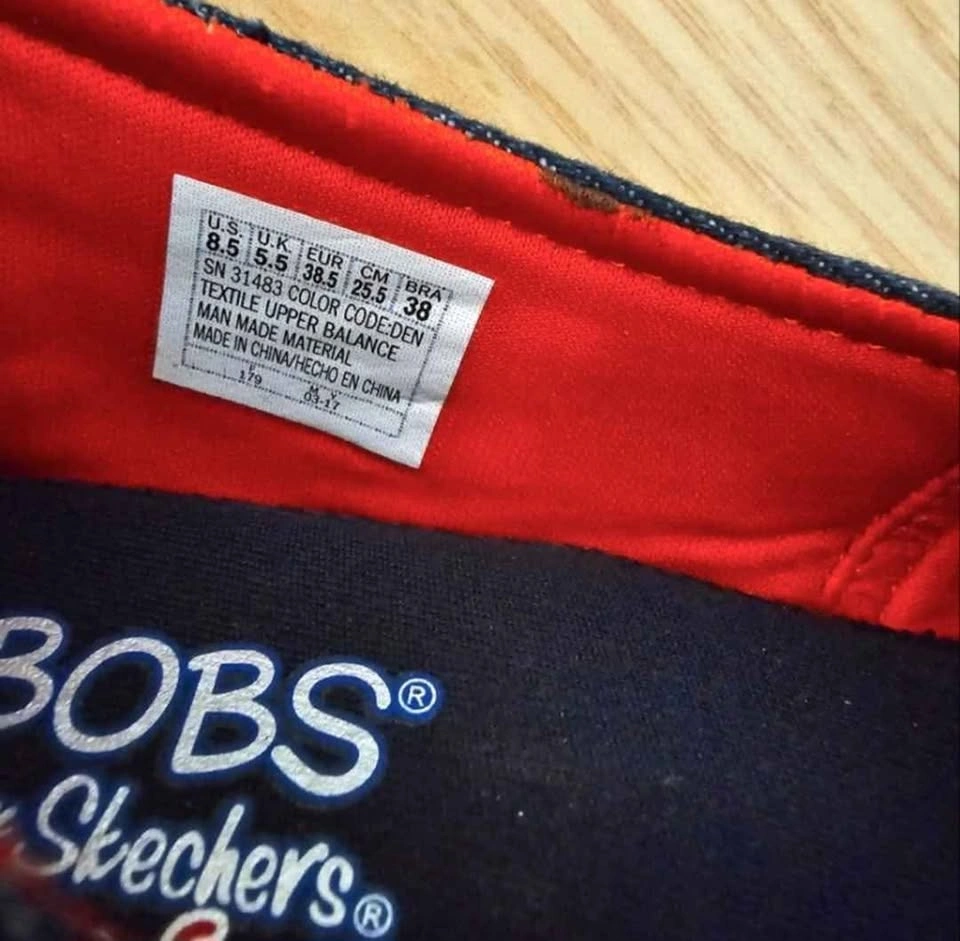 U.S. U.K. EUR CM BRA
8.5 5.5 38.5 25.5 38
SN 31483 COLOR CODE:DEN
TEXTILE UPPER BALANCE
MAN MADE MATERIAL
MADE IN CHINA/HECHO EN CHINA
F M Y
179 03-17
BOBS®
Skechers®